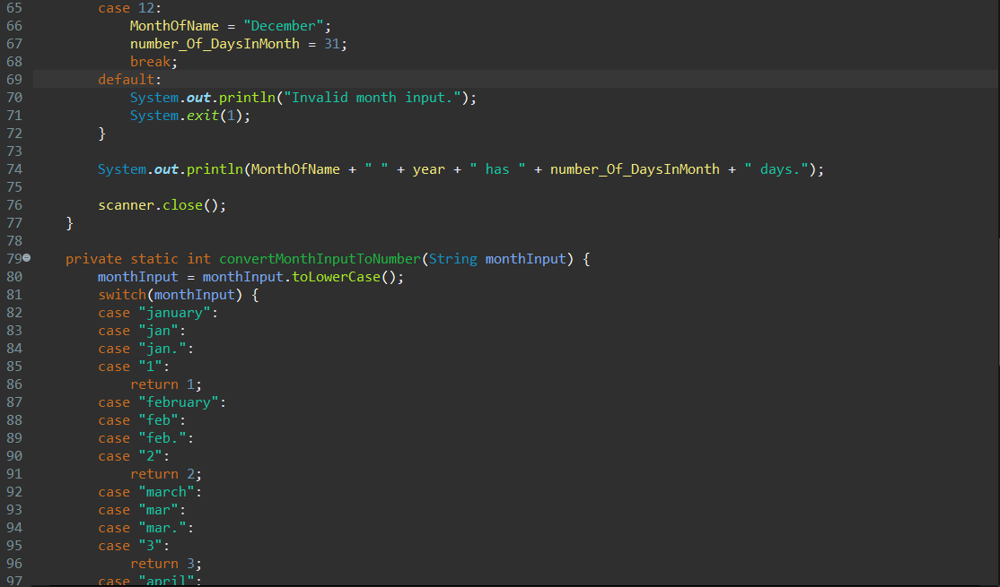 65 case 12:
66 MonthOfName = "December";
67 number_Of_DaysInMonth = 31;
68 break;
69 default:
70 System.out.println("Invalid month input.");
71 System.exit(1);
72 }
73
74 System.out.println(MonthOfName + " " + year + " has " + number_Of_DaysInMonth + " days.");
75
76 scanner.close();
77 }
78
79 private static int convertMonthInputToNumber(String monthInput) {
80 monthInput = monthInput.toLowerCase();
81 switch(monthInput) {
82 case "january":
83 case "jan":
84 case "jan.":
85 case "1":
86 return 1;
87 case "february":
88 case "feb":
89 case "feb.":
90 case "2":
91 return 2;
92 case "march":
93 case "mar":
94 case "mar.":
95 case "3":
96 return 3;
97 case "april":